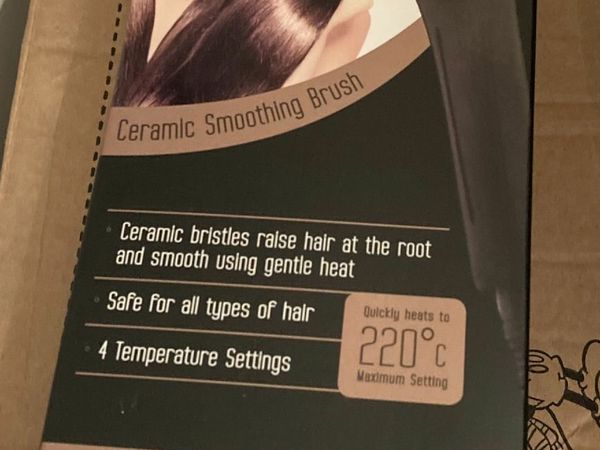 Ceramic Smoothing Brush
Ceramic bristles raise hair at the root
and smooth using gentle heat
Safe for all types of hair
4 Temperature Settings
Quickly heats to
220°C
Maximum Setting